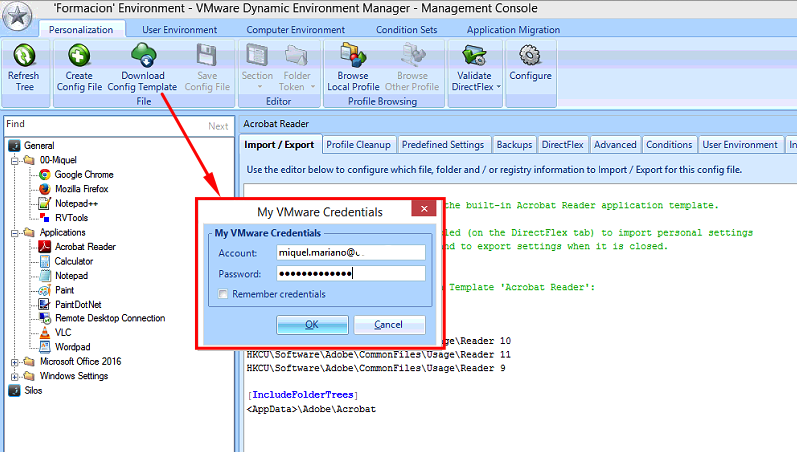 'Formacion' Environment - VMware Dynamic Environment Manager - Management Console
Personalization User Environment Computer Environment Condition Sets Application Migration
Refresh Tree
Create Config File
Download Config Template
Save Config File
Section
Folder Token
Browse Local Profile
Browse Other Profile
Validate DirectFlex
Configure
File Editor Profile Browsing
Find Next
General
00-Miquel
Google Chrome
Mozilla Firefox
Notepad++
RVTools
Applications
Acrobat Reader
Calculator
Notepad
Paint
PaintDotNet
Remote Desktop Connection
VLC
Wordpad
Microsoft Office 2016
Windows Settings
Silos
Acrobat Reader
Import / Export Profile Cleanup Predefined Settings Backups DirectFlex Advanced Conditions User Environment In
Use the editor below to configure which file, folder and / or registry information to Import / Export for this config file.
the built-in Acrobat Reader application template.
led (on the DirectFlex tab) to import personal settings
nd to export settings when it is closed.
Template 'Acrobat Reader':
HKCU\Software\Adobe\CommonFiles\Usage\Reader 10
HKCU\Software\Adobe\CommonFiles\Usage\Reader 11
HKCU\Software\Adobe\CommonFiles\Usage\Reader 9
[IncludeFolderTrees]
<AppData>\Adobe\Acrobat
My VMware Credentials
My VMware Credentials
Account: miquel.mariano@
Password: ●●●●●●●●●●●●●
Remember credentials
OK Cancel